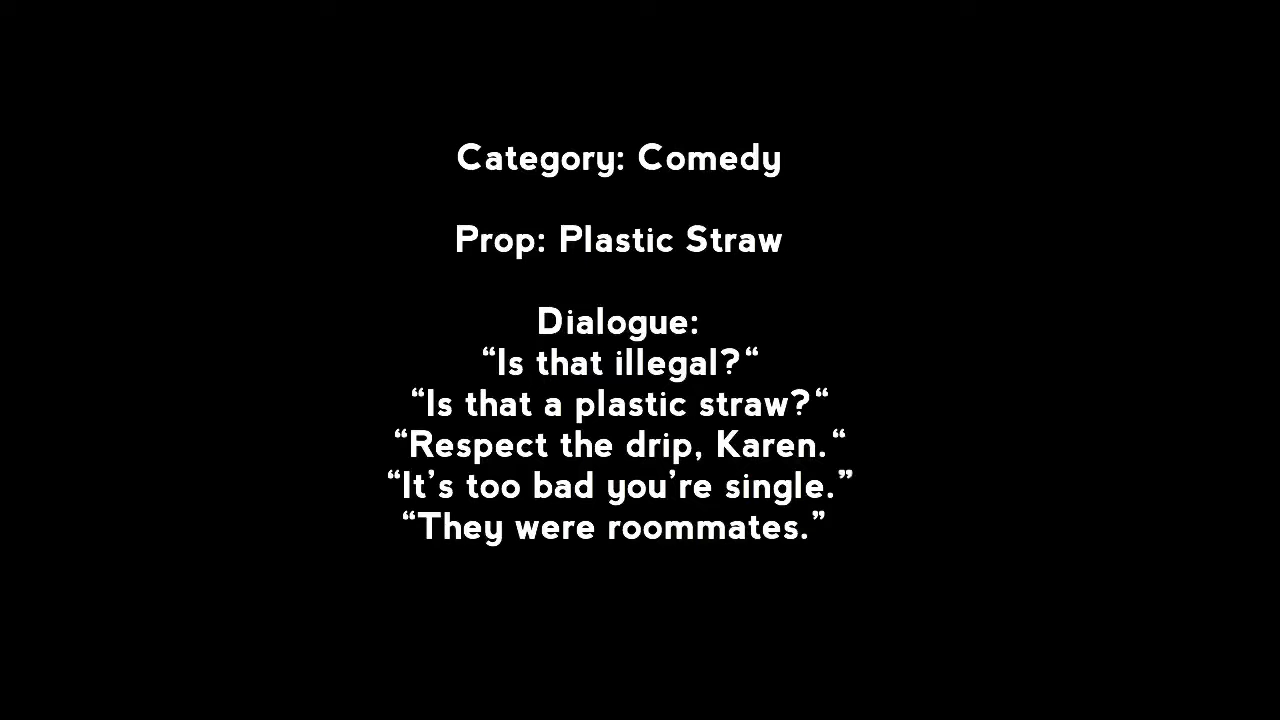 Category: Comedy
Prop: Plastic Straw
Dialogue:
“Is that illegal?“
“Is that a plastic straw?“
“Respect the drip, Karen.“
“It’s too bad you’re single.”
“They were roommates.”